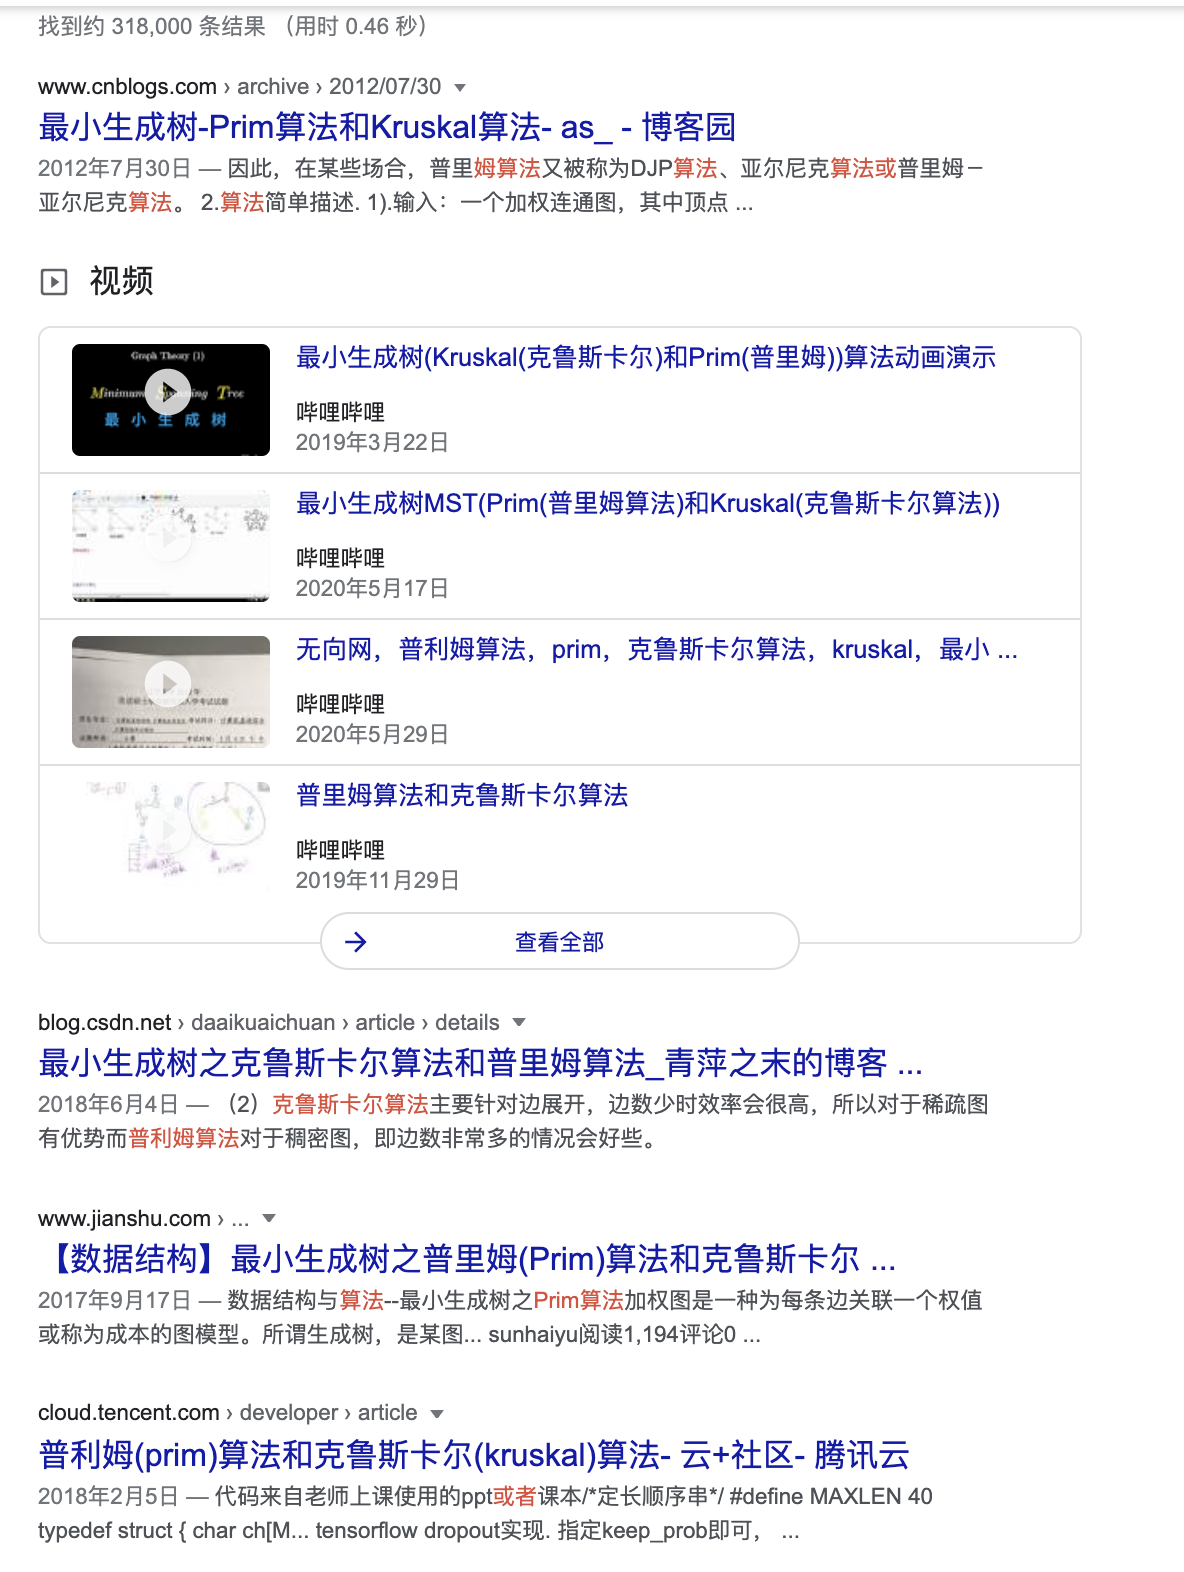 找到约 318,000 条结果 （用时 0.46 秒）
www.cnblogs.com › archive › 2012/07/30
最小生成树-Prim算法和Kruskal算法- as_ - 博客园
2012年7月30日 — 因此，在某些场合，普里姆算法又被称为DJP算法、亚尔尼克算法或普里姆－
亚尔尼克算法。 2.算法简单描述. 1).输入：一个加权连通图，其中顶点 ...
视频
Graph Theory (1)
Minimum Spanning Tree
最小生成树
最小生成树(Kruskal(克鲁斯卡尔)和Prim(普里姆))算法动画演示
哔哩哔哩
2019年3月22日
最小生成树MST(Prim(普里姆算法)和Kruskal(克鲁斯卡尔算法))
哔哩哔哩
2020年5月17日
无向网，普利姆算法，prim，克鲁斯卡尔算法，kruskal，最小 ...
哔哩哔哩
2020年5月29日
普里姆算法和克鲁斯卡尔算法
哔哩哔哩
2019年11月29日
查看全部
blog.csdn.net › daaikuaichuan › article › details
最小生成树之克鲁斯卡尔算法和普里姆算法_青萍之末的博客 ...
2018年6月4日 — （2）克鲁斯卡尔算法主要针对边展开，边数少时效率会很高，所以对于稀疏图
有优势而普利姆算法对于稠密图，即边数非常多的情况会好些。
www.jianshu.com › ...
【数据结构】最小生成树之普里姆(Prim)算法和克鲁斯卡尔 ...
2017年9月17日 — 数据结构与算法--最小生成树之Prim算法加权图是一种为每条边关联一个权值
或称为成本的图模型。所谓生成树，是某图... sunhaiyu阅读1,194评论0 ...
cloud.tencent.com › developer › article
普利姆(prim)算法和克鲁斯卡尔(kruskal)算法- 云+社区- 腾讯云
2018年2月5日 — 代码来自老师上课使用的ppt或者课本/*定长顺序串*/ #define MAXLEN 40
typedef struct { char ch[M... tensorflow dropout实现. 指定keep_prob即可， ...